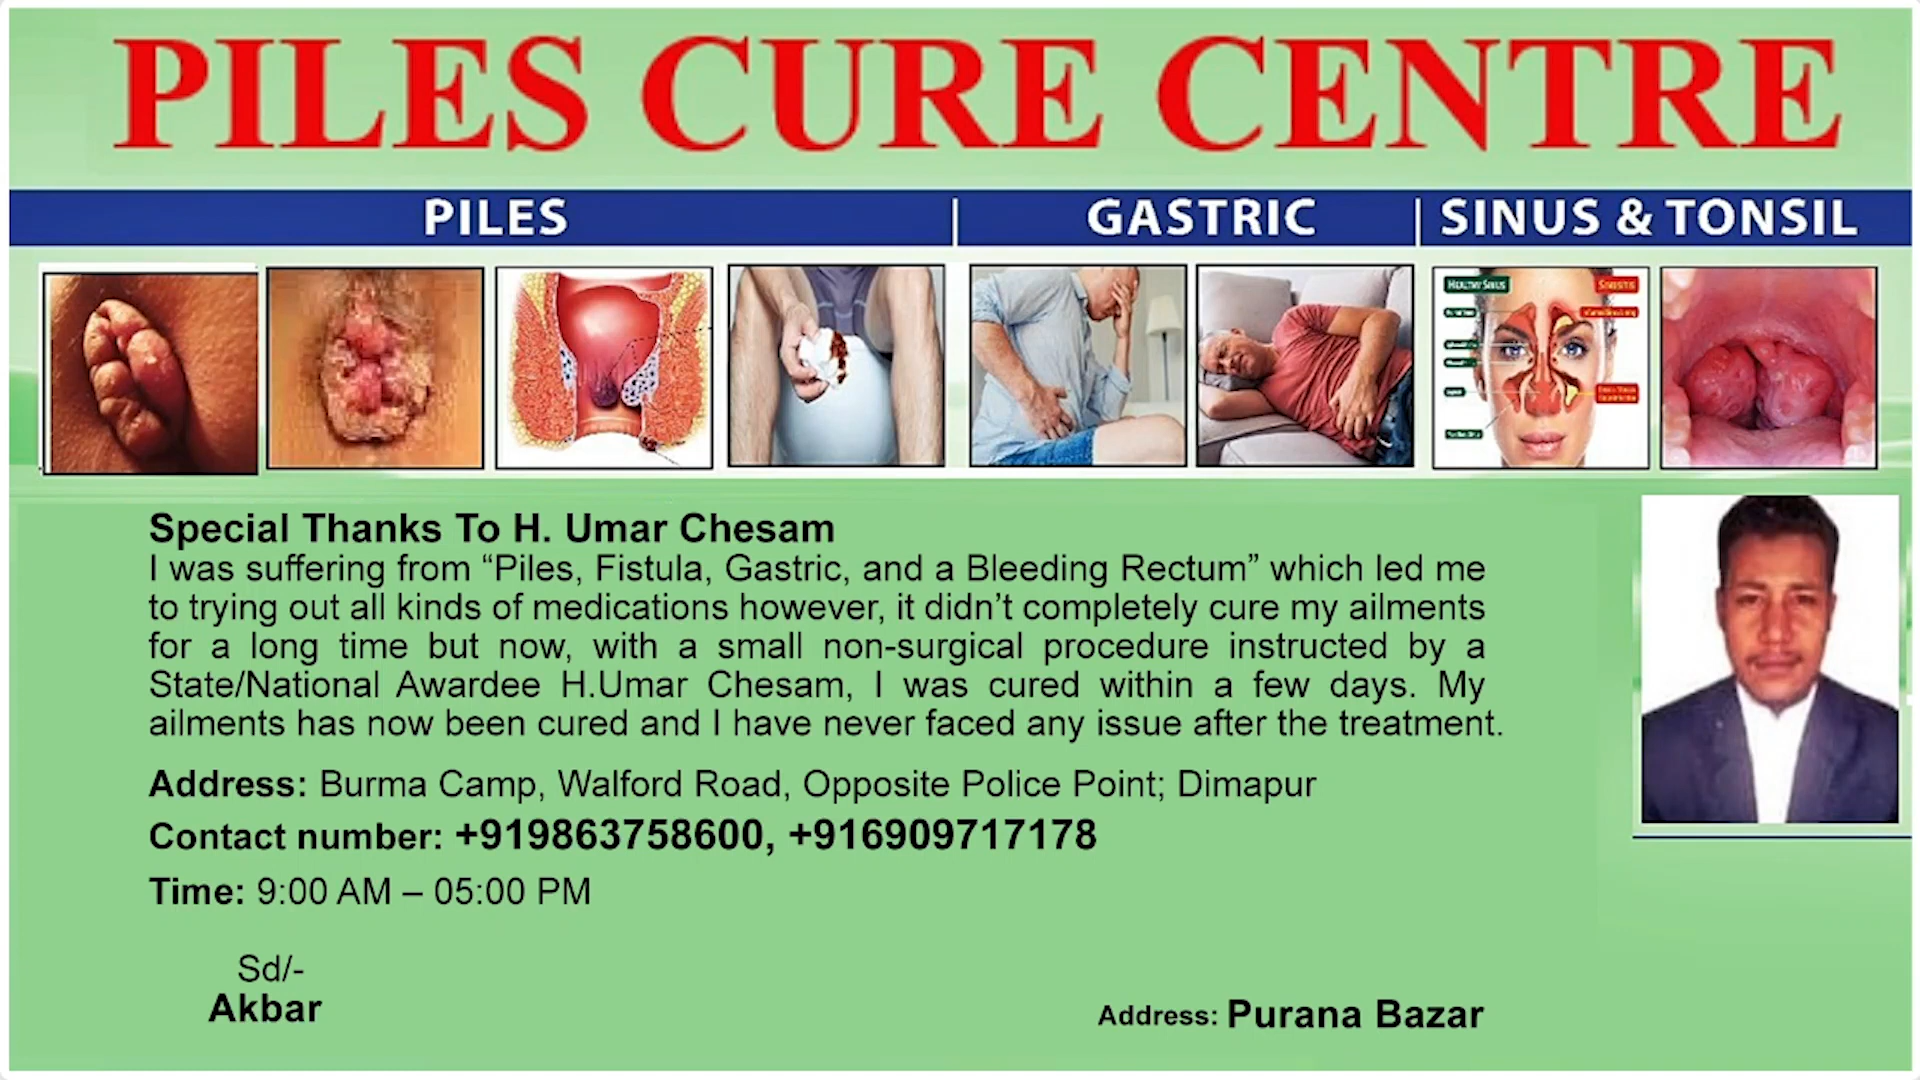 PILES CURE CENTRE
PILES | GASTRIC | SINUS & TONSIL
HEALTHY SINUS SINUSITIS
Special Thanks To H. Umar Chesam
I was suffering from “Piles, Fistula, Gastric, and a Bleeding Rectum” which led me
to trying out all kinds of medications however, it didn’t completely cure my ailments
for a long time but now, with a small non-surgical procedure instructed by a
State/National Awardee H.Umar Chesam, I was cured within a few days. My
ailments has now been cured and I have never faced any issue after the treatment.
Address: Burma Camp, Walford Road, Opposite Police Point; Dimapur
Contact number: +919863758600, +916909717178
Time: 9:00 AM – 05:00 PM
Sd/-
Akbar
Address: Purana Bazar